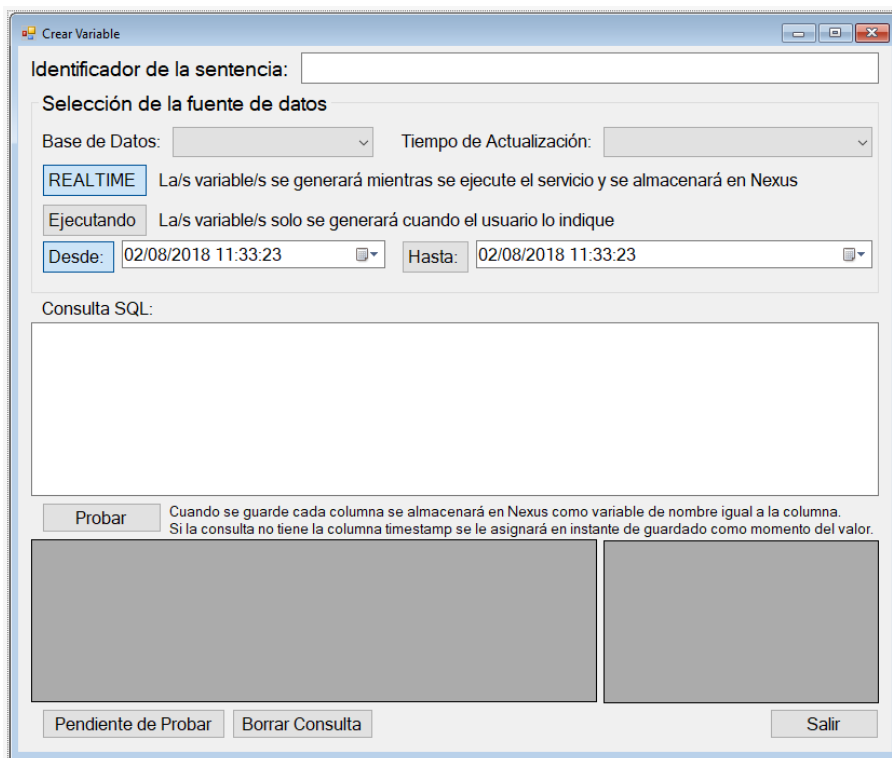 Crear Variable
Identificador de la sentencia:
Selección de la fuente de datos
Base de Datos: Tiempo de Actualización:
REALTIME La/s variable/s se generará mientras se ejecute el servicio y se almacenará en Nexus
Ejecutando La/s variable/s solo se generará cuando el usuario lo indique
Desde: 02/08/2018 11:33:23 Hasta: 02/08/2018 11:33:23
Consulta SQL:
Probar Cuando se guarde cada columna se almacenará en Nexus como variable de nombre igual a la columna.
Si la consulta no tiene la columna timestamp se le asignará en instante de guardado como momento del valor.
Pendiente de Probar Borrar Consulta Salir